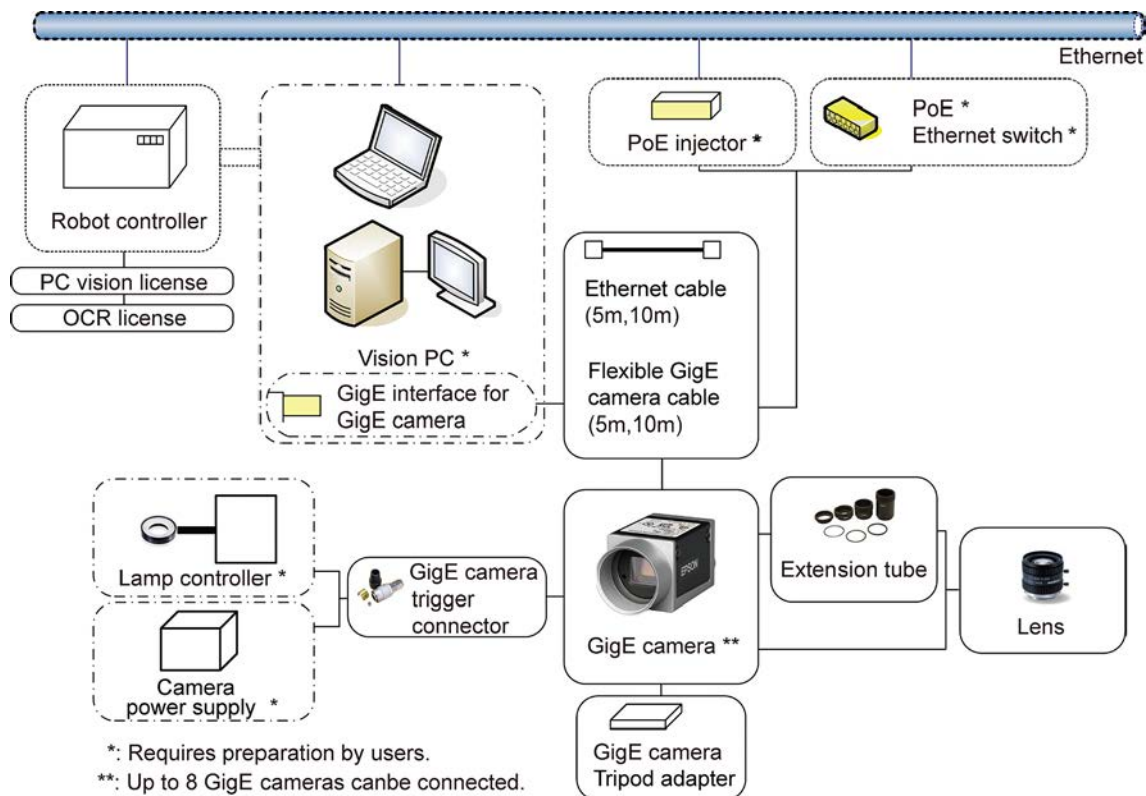 Ethernet
Robot controller
PC vision license
OCR license
Vision PC *
GigE interface for
GigE camera
PoE injector *
PoE *
Ethernet switch *
Ethernet cable
(5m,10m)
Flexible GigE
camera cable
(5m,10m)
Lamp controller *
Camera
power supply *
GigE camera
trigger
connector
EPSON
GigE camera **
Extension tube
Lens
GigE camera
Tripod adapter
*: Requires preparation by users.
**: Up to 8 GigE cameras canbe connected.